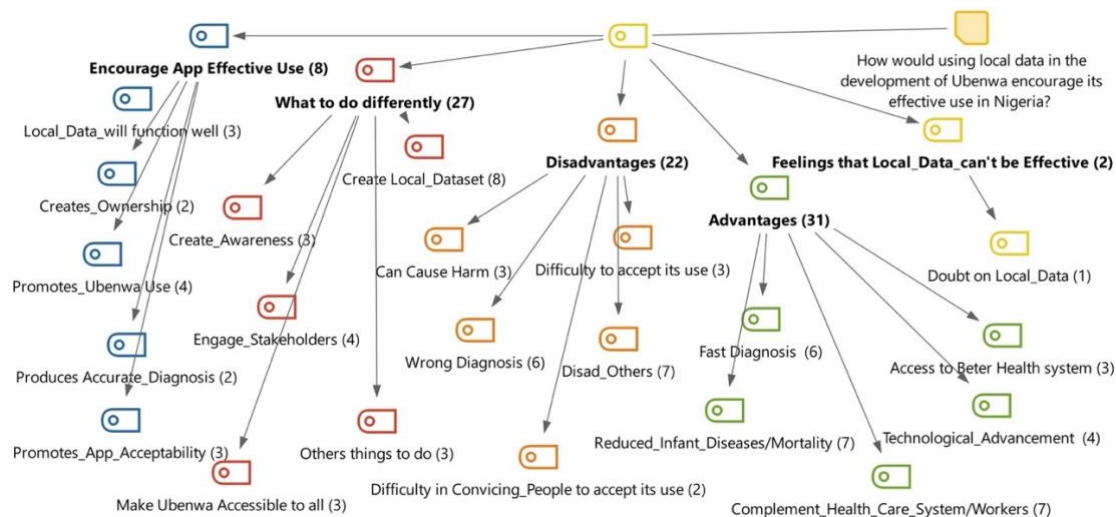 How would using local data in the
development of Ubenwa encourage its
effective use in Nigeria?
Encourage App Effective Use (8)
Local_Data_will function well (3)
Creates_Ownership (2)
Promotes_Ubenwa Use (4)
Produces Accurate_Diagnosis (2)
Promotes_App_Acceptability (3)
What to do differently (27)
Create Local_Dataset (8)
Create_Awareness (3)
Engage_Stakeholders (4)
Others things to do (3)
Make Ubenwa Accessible to all (3)
Disadvantages (22)
Can Cause Harm (3)
Difficulty to accept its use (3)
Wrong Diagnosis (6)
Disad_Others (7)
Difficulty in Convicing_People to accept its use (2)
Advantages (31)
Fast Diagnosis (6)
Access to Beter Health system (3)
Reduced_Infant_Diseases/Mortality (7)
Technological_Advancement (4)
Complement_Health_Care_System/Workers (7)
Feelings that Local_Data_can't be Effective (2)
Doubt on Local_Data (1)